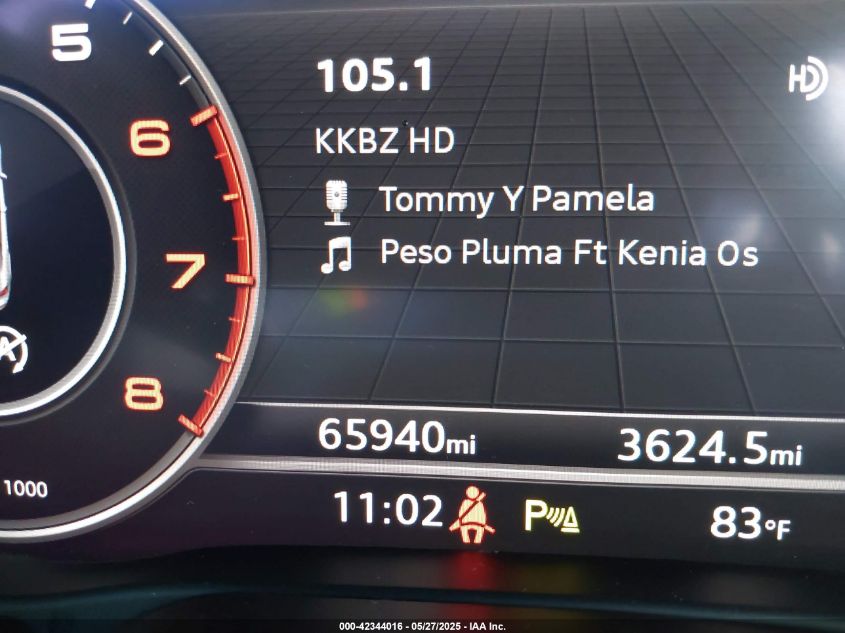 5
6
7
8
1000
105.1
HD
KKBZ HD
Tommy Y Pamela
Peso Pluma Ft Kenia Os
65940mi 3624.5mi
11:02 P 83°F
A
000-42344016 - 05/27/2025 - IAA Inc.